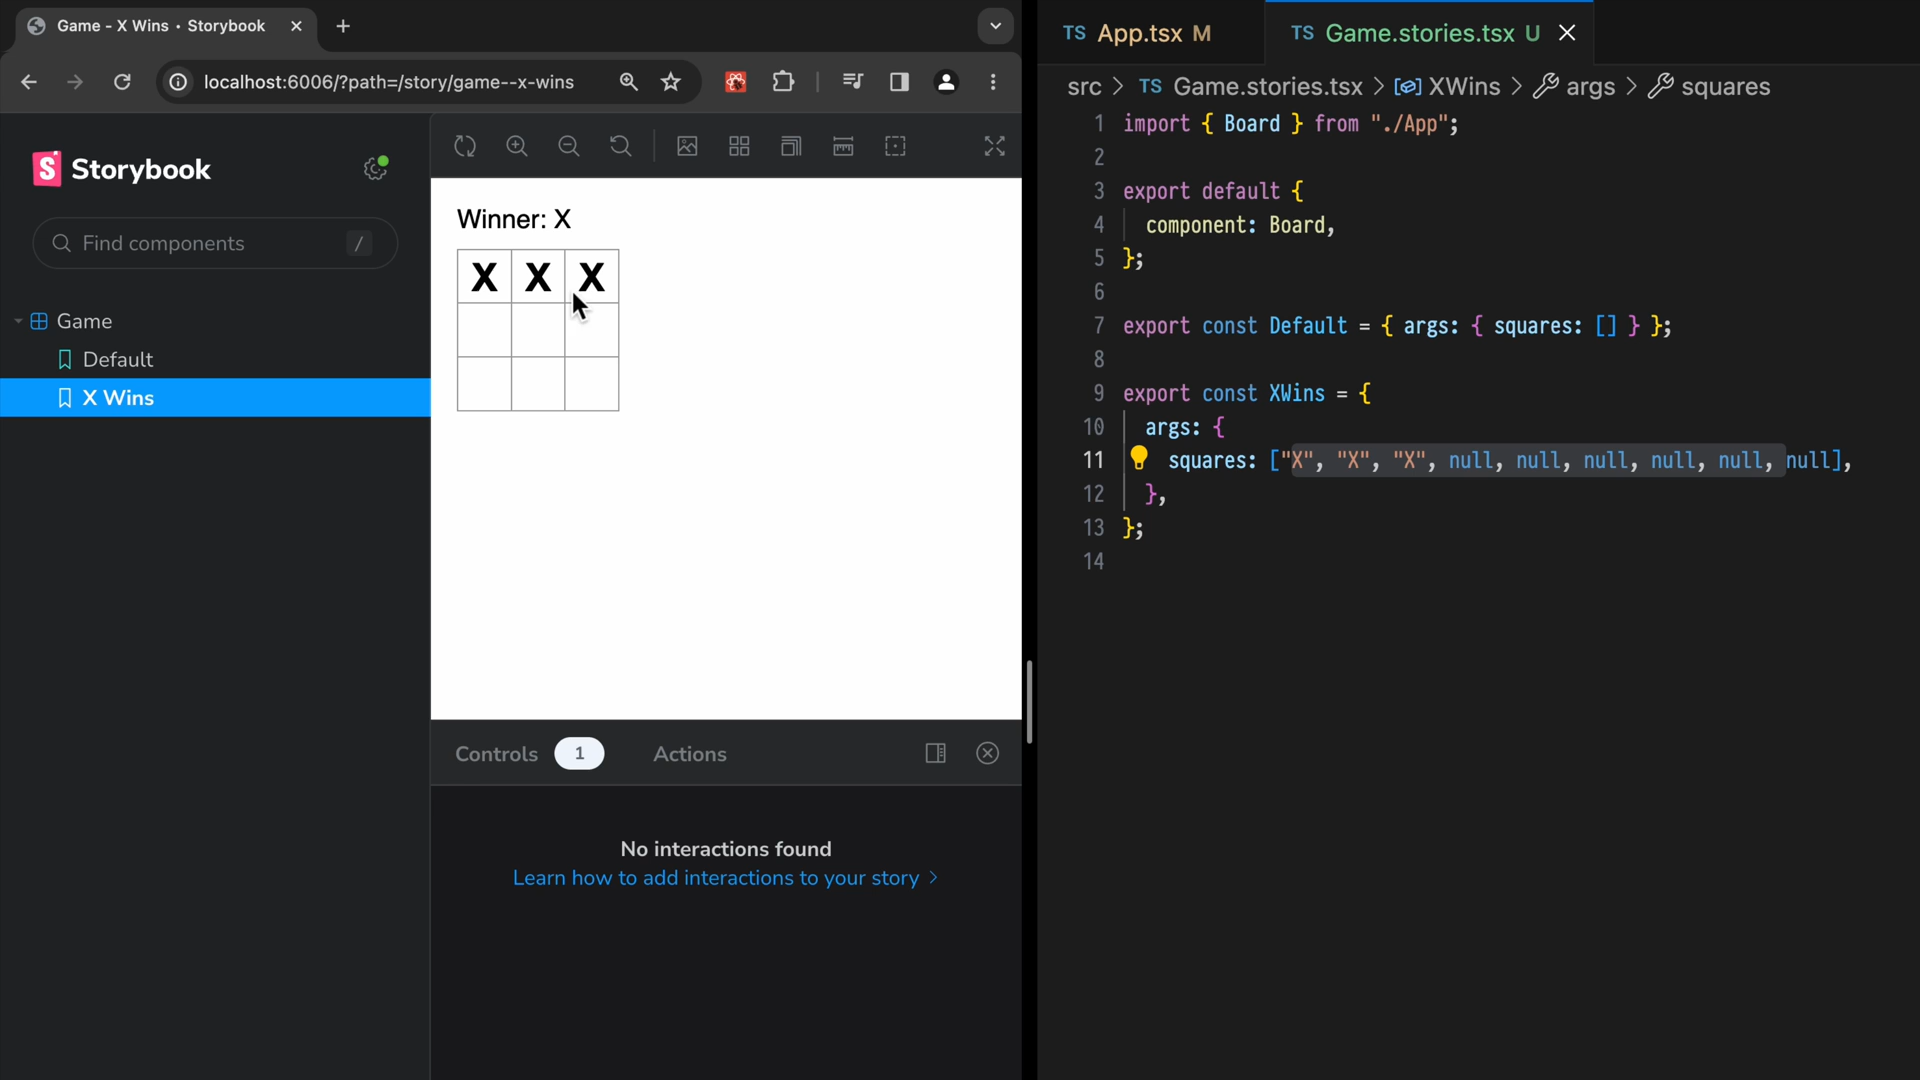 Game - X Wins • Storybook
localhost:6006/?path=/story/game--x-wins
Storybook
Find components /
Game
Default
X Wins
Winner: X
X X X
Controls 1 Actions
No interactions found
Learn how to add interactions to your story
TS App.tsx M TS Game.stories.tsx U
src > TS Game.stories.tsx > XWins > args > squares
1 import { Board } from "./App";
2
3 export default {
4 component: Board,
5 };
6
7 export const Default = { args: { squares: [] } };
8
9 export const XWins = {
10 args: {
11 squares: ["X", "X", "X", null, null, null, null, null, null],
12 },
13 };
14